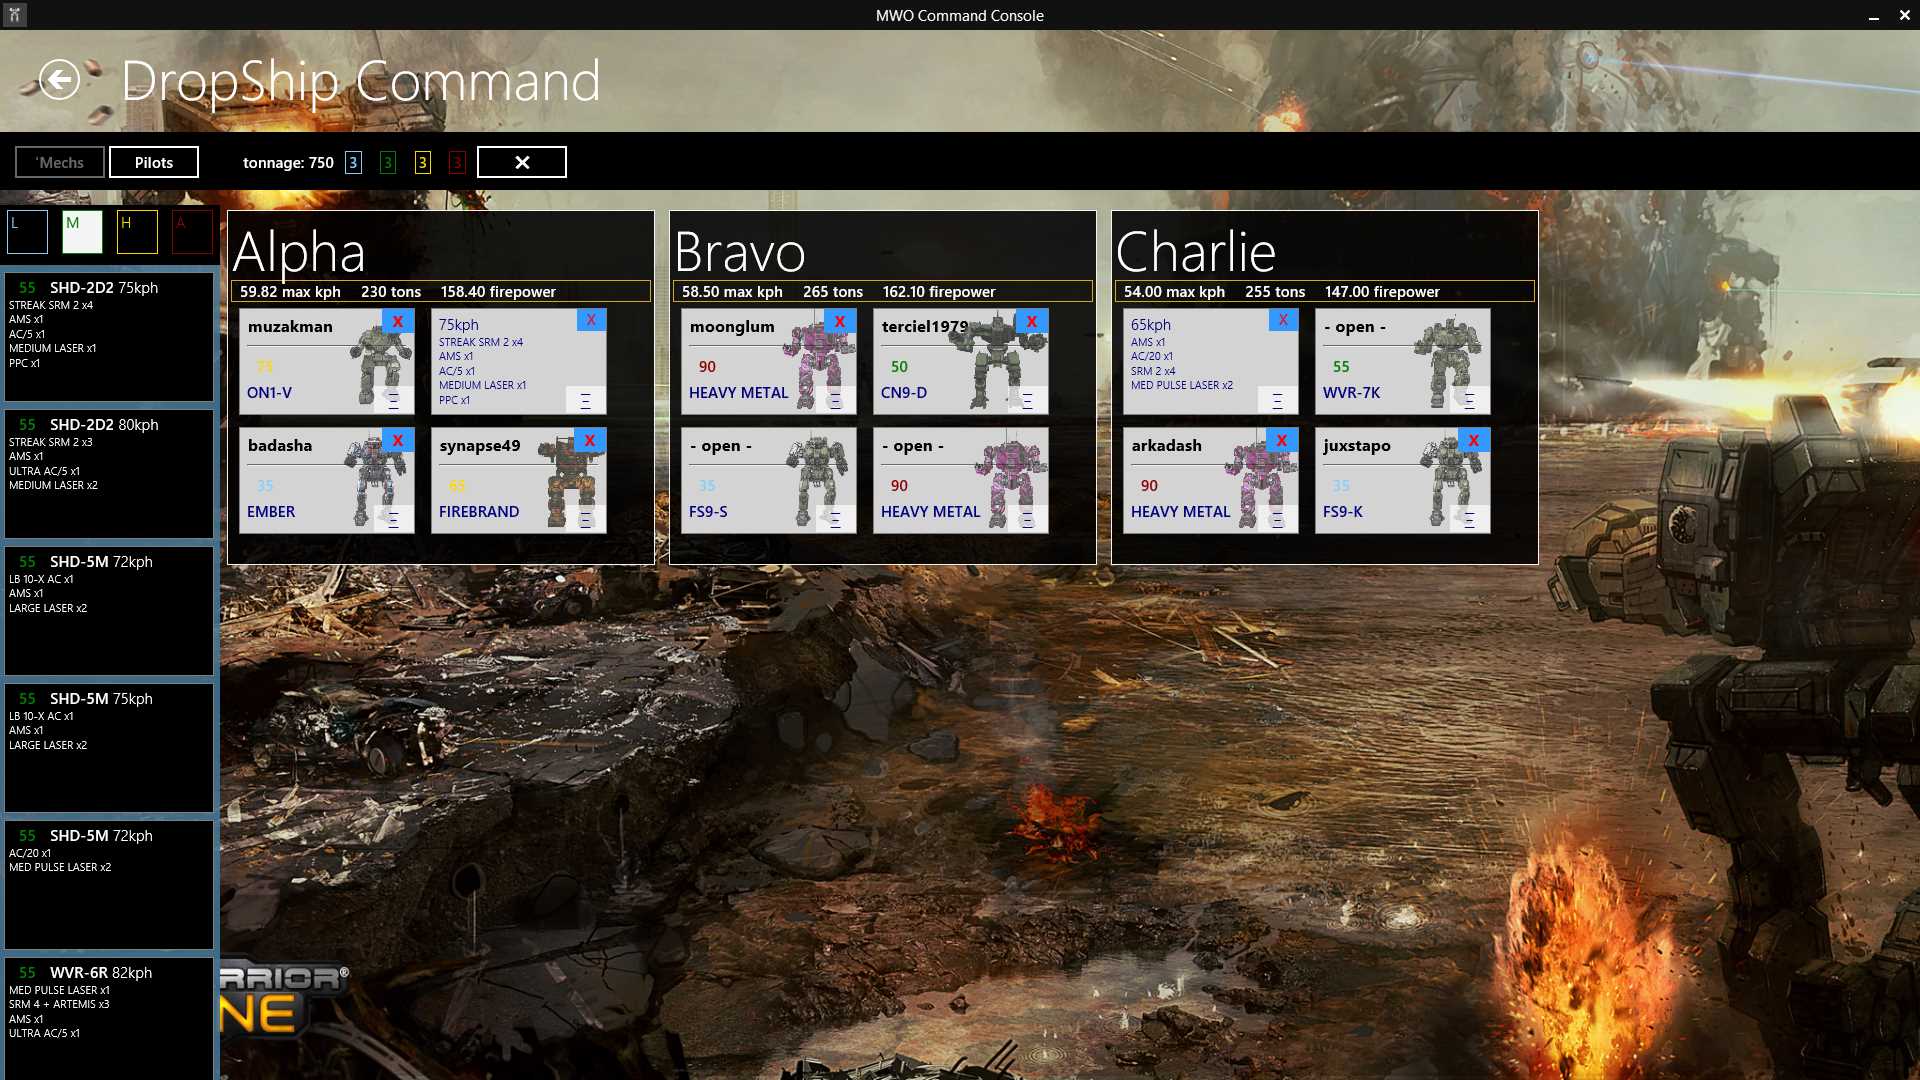 MWO Command Console
DropShip Command
'Mechs
Pilots
tonnage: 750
3
3
3
3
✕
L
M
H
A
55 SHD-2D2 75kph
STREAK SRM 2 x4
AMS x1
AC/5 x1
MEDIUM LASER x1
PPC x1
55 SHD-2D2 80kph
STREAK SRM 2 x3
AMS x1
ULTRA AC/5 x1
MEDIUM LASER x2
55 SHD-5M 72kph
LB 10-X AC x1
AMS x1
LARGE LASER x2
55 SHD-5M 75kph
LB 10-X AC x1
AMS x1
LARGE LASER x2
55 SHD-5M 72kph
AC/20 x1
MED PULSE LASER x2
55 WVR-6R 82kph
MED PULSE LASER x1
SRM 4 + ARTEMIS x3
AMS x1
ULTRA AC/5 x1
Alpha
59.82 max kph 230 tons 158.40 firepower
muzakman X
75
ON1-V
75kph X
STREAK SRM 2 x4
AMS x1
AC/5 x1
MEDIUM LASER x1
PPC x1
badasha X
35
EMBER
synapse49 X
65
FIREBRAND
Bravo
58.50 max kph 265 tons 162.10 firepower
moonglum X
90
HEAVY METAL
terciel1979 X
50
CN9-D
- open -
35
FS9-S
- open -
90
HEAVY METAL
Charlie
54.00 max kph 255 tons 147.00 firepower
65kph X
AMS x1
AC/20 x1
SRM 2 x4
MED PULSE LASER x2
- open -
55
WVR-7K
arkadash X
90
HEAVY METAL
juxstapo X
35
FS9-K
RRIOR®
NE